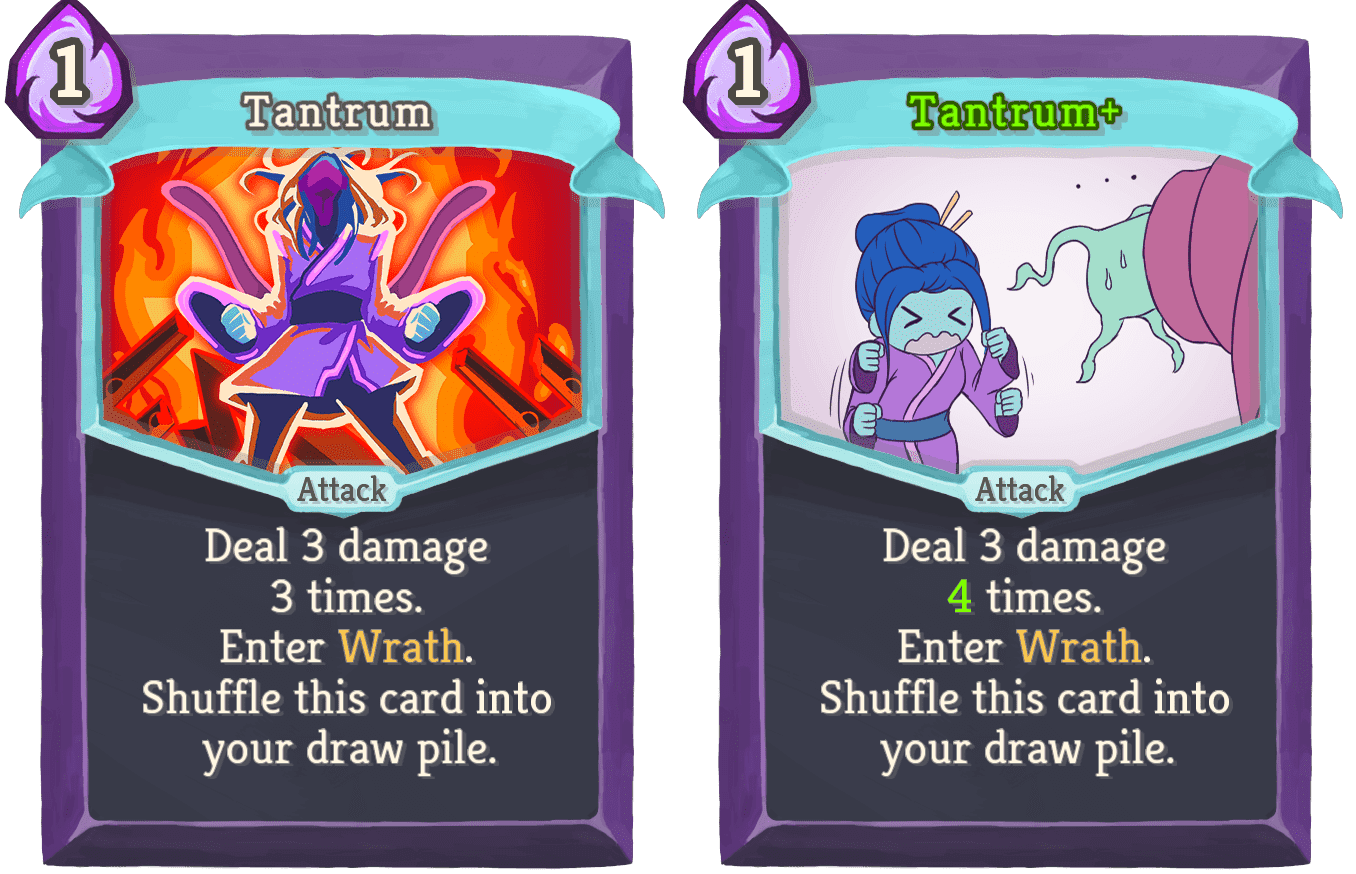 1
Tantrum
Attack
Deal 3 damage
3 times.
Enter Wrath.
Shuffle this card into
your draw pile.
1
Tantrum+
. . .
Attack
Deal 3 damage
4 times.
Enter Wrath.
Shuffle this card into
your draw pile.